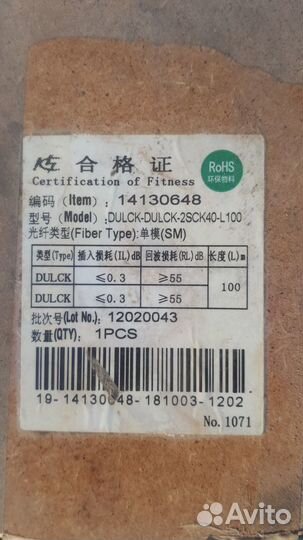 合格证
Certification of Fitness
RoHS
环保物料
编码(Item): 14130648
型号(Model):DULCK-DULCK-2SCK40-L100
光纤类型(Fiber Type):单模(SM)
类型(Type) 插入损耗(IL)dB 回波损耗(RL)dB 长度(L)m
DULCK ≤0.3 ≥55 100
DULCK ≤0.3 ≥55
批次号(Lot No.): 12020043
数量(QTY): 1PCS
19-14130648-181003-1202
No. 1071
Avito